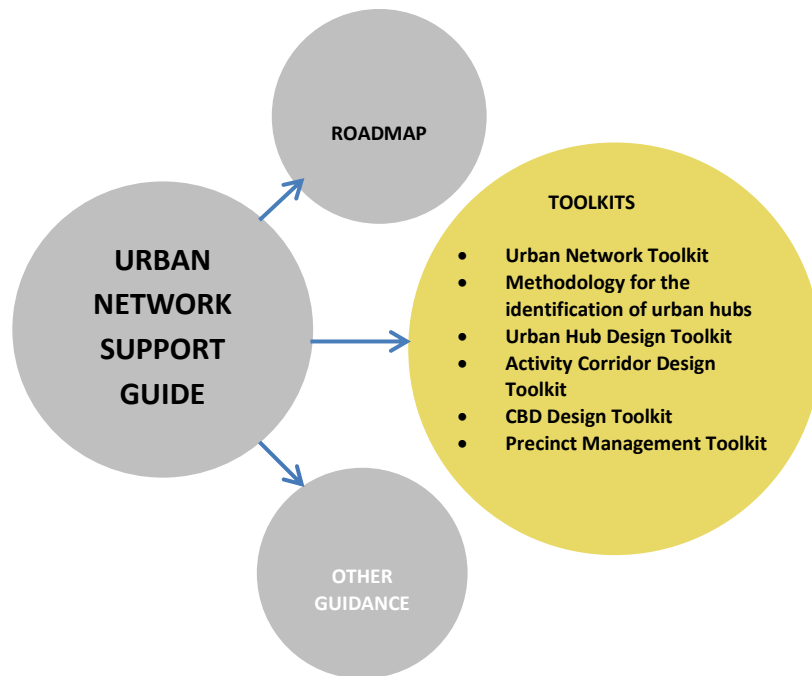 ROADMAP
URBAN
NETWORK
SUPPORT
GUIDE
TOOLKITS
• Urban Network Toolkit
• Methodology for the
identification of urban hubs
• Urban Hub Design Toolkit
• Activity Corridor Design
Toolkit
• CBD Design Toolkit
• Precinct Management Toolkit
OTHER
GUIDANCE